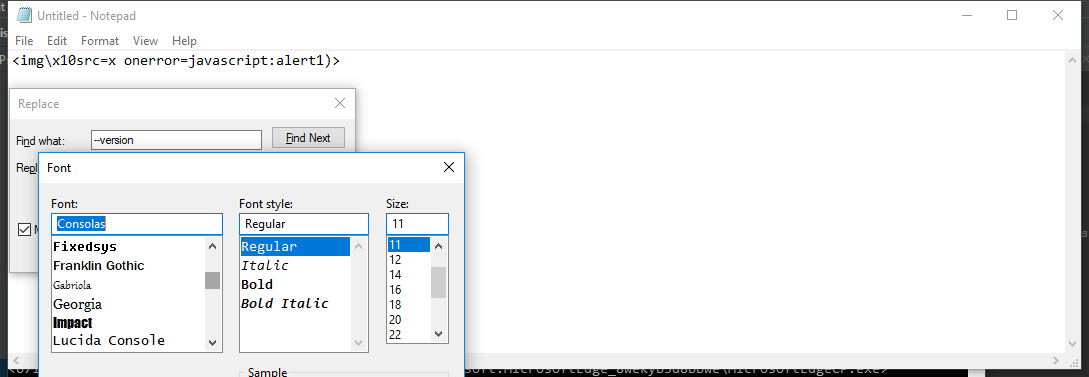 Untitled - Notepad
File Edit Format View Help
<img\x10src=x onerror=javascript:alert1)>
Replace
Find what: --version Find Next
Repl
Font
Font: Font style: Size:
Consolas Regular 11
Fixedsys Regular 11
Franklin Gothic Italic 12
Gabriola Bold 14
Georgia Bold Italic 16
Impact 18
Lucida Console 20
22
Sample